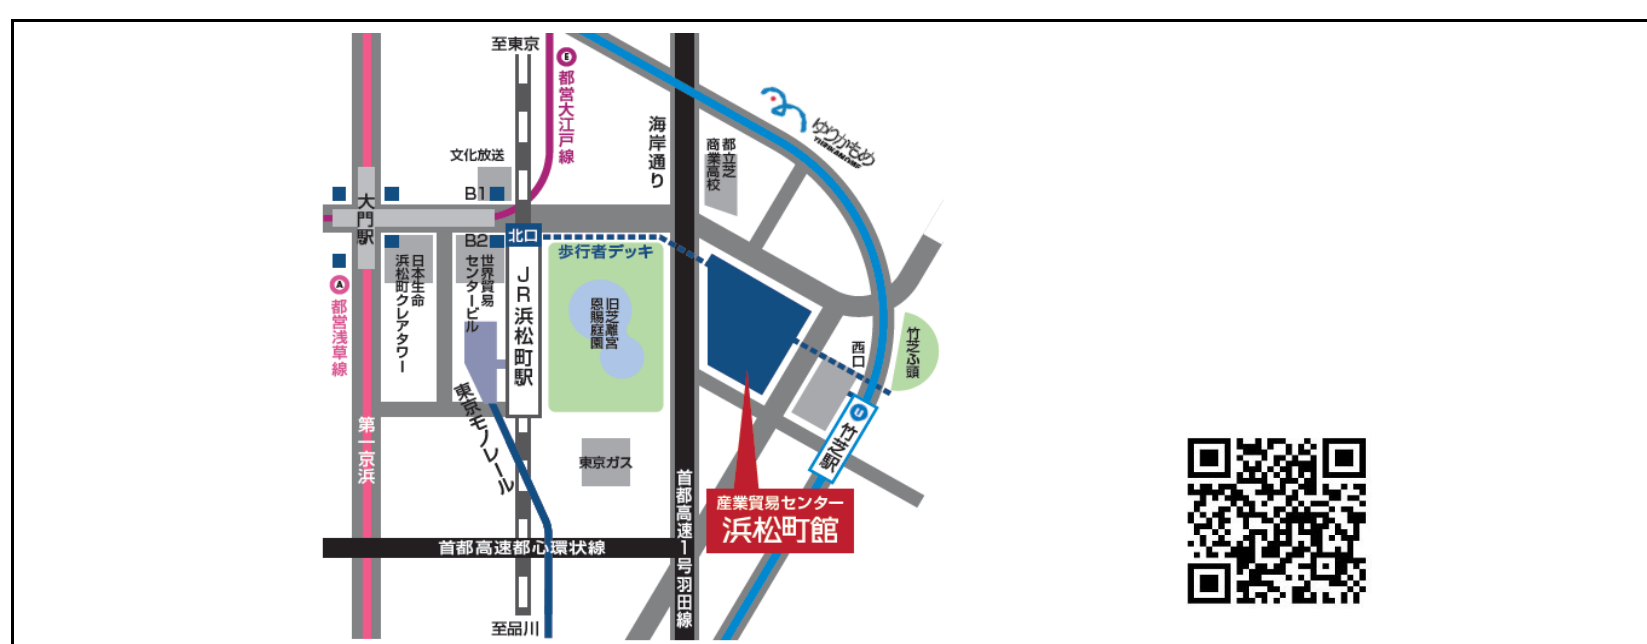 至東京
E
都営大江戸線
海岸通り
ゆりかもめ
YURIKAMOME
都立芝
商業高校
文化放送
B1
大門駅
B2
北口
歩行者デッキ
日本生命
浜松町クレアタワー
世界貿易
センタービル
JR浜松町駅
旧芝離宮
恩賜庭園
A
都営浅草線
西口
竹芝ふ頭
U
竹芝駅
東京モノレール
第一京浜
東京ガス
首都高速1号羽田線
産業貿易センター
浜松町館
首都高速都心環状線
至品川